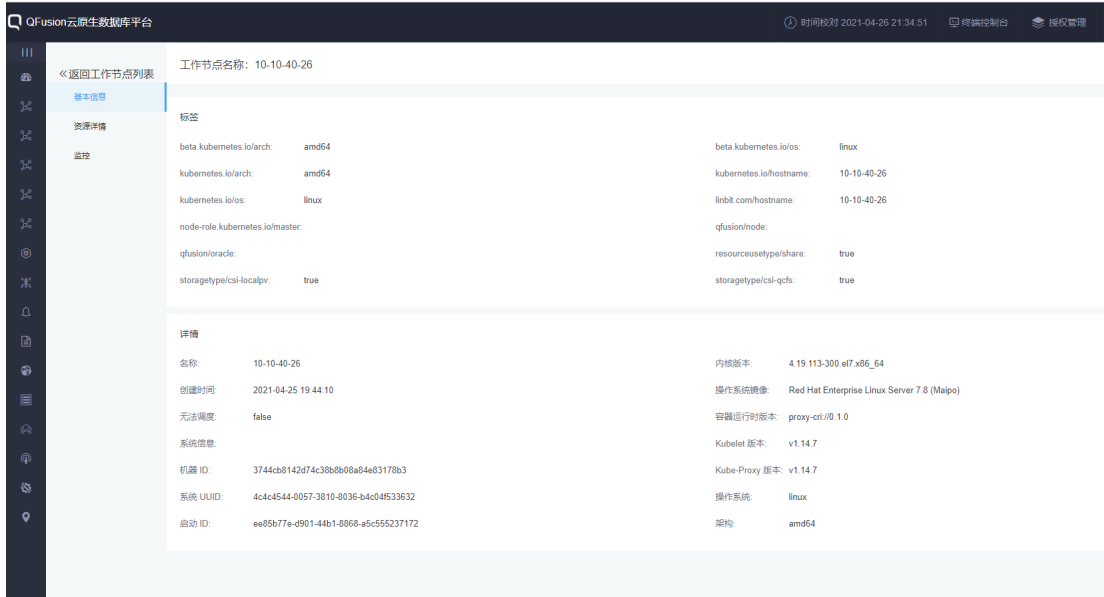 QFusion云原生数据库平台 时间校对 2021-04-26 21:34:51 终端控制台 授权管理
«返回工作节点列表
基本信息
资源详情
监控
工作节点名称：10-10-40-26
标签
beta.kubernetes.io/arch: amd64 beta.kubernetes.io/os: linux
kubernetes.io/arch: amd64 kubernetes.io/hostname: 10-10-40-26
kubernetes.io/os: linux linbit.com/hostname: 10-10-40-26
node-role.kubernetes.io/master: qfusion/node:
qfusion/oracle: resourceusetype/share: true
storagetype/csi-localpv: true storagetype/csi-qcfs: true
详情
名称: 10-10-40-26 内核版本: 4.19.113-300.el7.x86_64
创建时间: 2021-04-25 19:44:10 操作系统镜像: Red Hat Enterprise Linux Server 7.8 (Maipo)
无法调度: false 容器运行时版本: proxy-cri://0.1.0
系统信息: Kubelet 版本: v1.14.7
机器 ID: 3744cb8142d74c38b8b08a84e83178b3 Kube-Proxy 版本: v1.14.7
系统 UUID: 4c4c4544-0057-3810-8036-b4c04f533632 操作系统: linux
启动 ID: ee85b77e-d901-44b1-8868-a5c555237172 架构: amd64